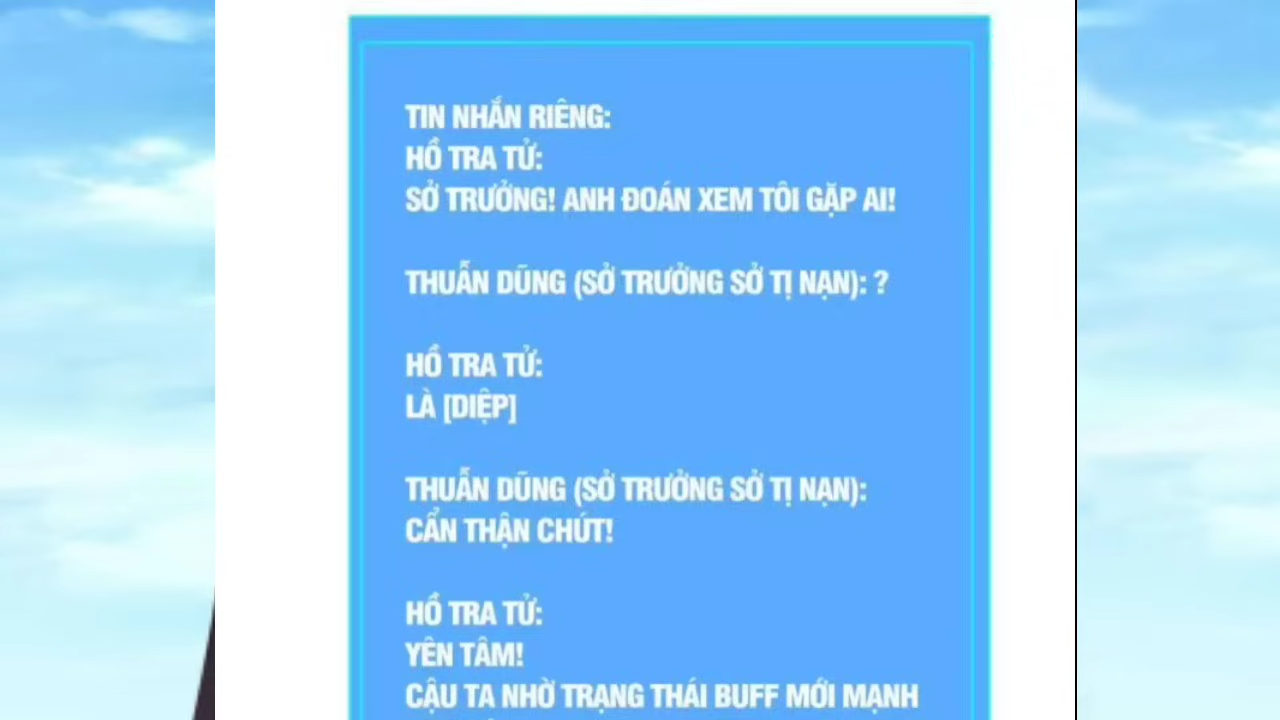 TIN NHẮN RIÊNG:
HỒ TRA TỬ:
SỞ TRƯỞNG! ANH ĐOÁN XEM TÔI GẶP AI!
THUẪN DŨNG (SỞ TRƯỞNG SỞ TỊ NẠN): ?
HỒ TRA TỬ:
LÀ [DIỆP]
THUẪN DŨNG (SỞ TRƯỞNG SỞ TỊ NẠN):
CẨN THẬN CHÚT!
HỒ TRA TỬ:
YÊN TÂM!
CẬU TA NHỜ TRẠNG THÁI BUFF MỚI MẠNH